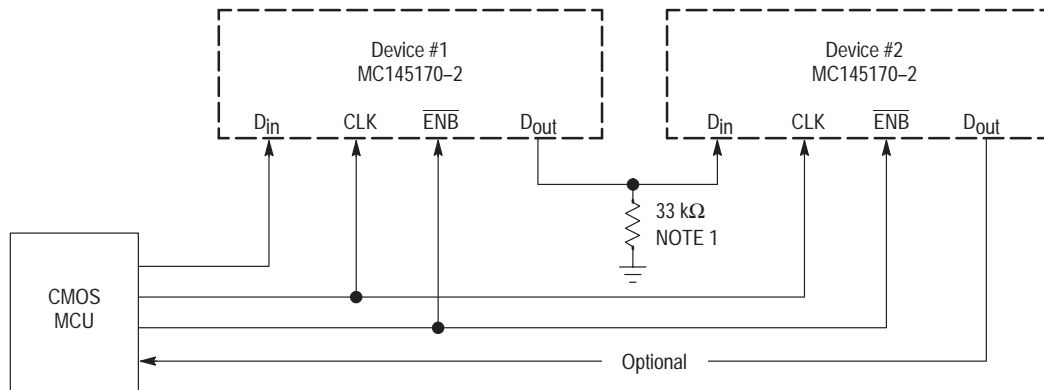 Device #1
MC145170–2
Device #2
MC145170–2
Din CLK ENB Dout
Din CLK ENB Dout
33 kΩ
NOTE 1
CMOS
MCU
Optional